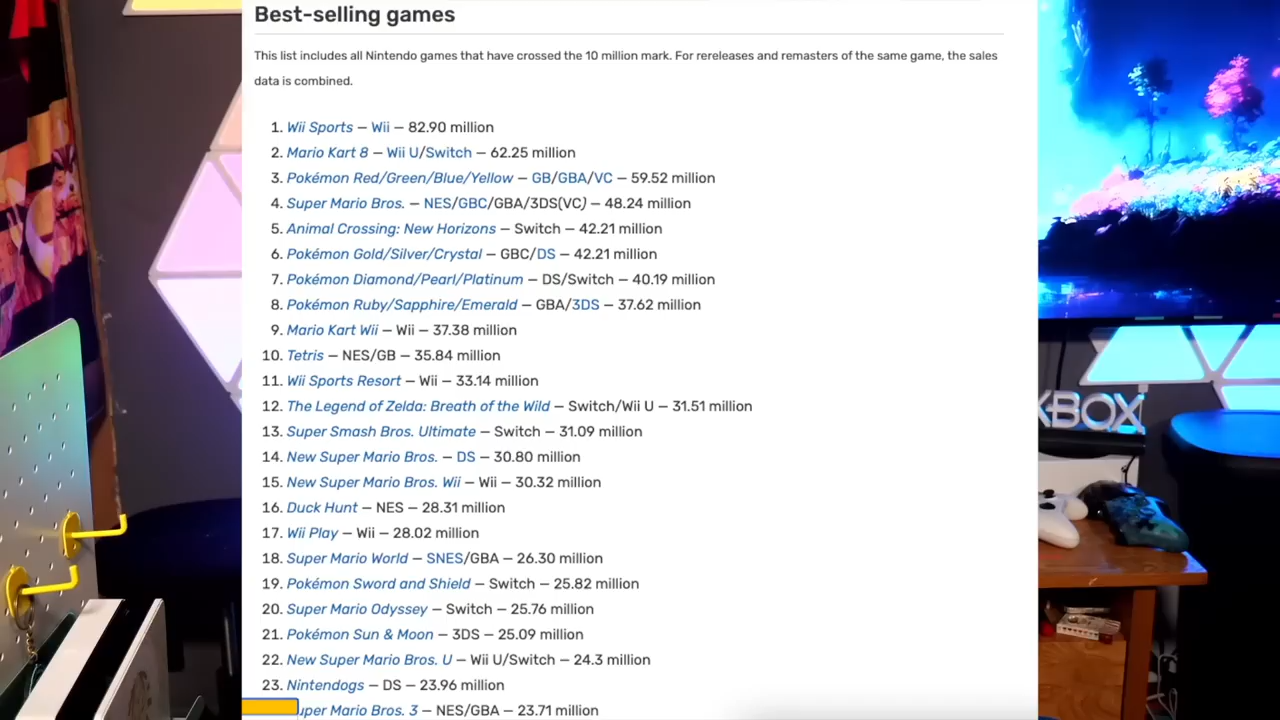 Best-selling games
This list includes all Nintendo games that have crossed the 10 million mark. For rereleases and remasters of the same game, the sales
data is combined.
1. Wii Sports – Wii – 82.90 million
2. Mario Kart 8 – Wii U/Switch – 62.25 million
3. Pokémon Red/Green/Blue/Yellow – GB/GBA/VC – 59.52 million
4. Super Mario Bros. – NES/GBC/GBA/3DS(VC) – 48.24 million
5. Animal Crossing: New Horizons – Switch – 42.21 million
6. Pokémon Gold/Silver/Crystal – GBC/DS – 42.21 million
7. Pokémon Diamond/Pearl/Platinum – DS/Switch – 40.19 million
8. Pokémon Ruby/Sapphire/Emerald – GBA/3DS – 37.62 million
9. Mario Kart Wii – Wii – 37.38 million
10. Tetris – NES/GB – 35.84 million
11. Wii Sports Resort – Wii – 33.14 million
12. The Legend of Zelda: Breath of the Wild – Switch/Wii U – 31.51 million
13. Super Smash Bros. Ultimate – Switch – 31.09 million
14. New Super Mario Bros. – DS – 30.80 million
15. New Super Mario Bros. Wii – Wii – 30.32 million
16. Duck Hunt – NES – 28.31 million
17. Wii Play – Wii – 28.02 million
18. Super Mario World – SNES/GBA – 26.30 million
19. Pokémon Sword and Shield – Switch – 25.82 million
20. Super Mario Odyssey – Switch – 25.76 million
21. Pokémon Sun & Moon – 3DS – 25.09 million
22. New Super Mario Bros. U – Wii U/Switch – 24.3 million
23. Nintendogs – DS – 23.96 million
uper Mario Bros. 3 – NES/GBA – 23.71 million
XBOX